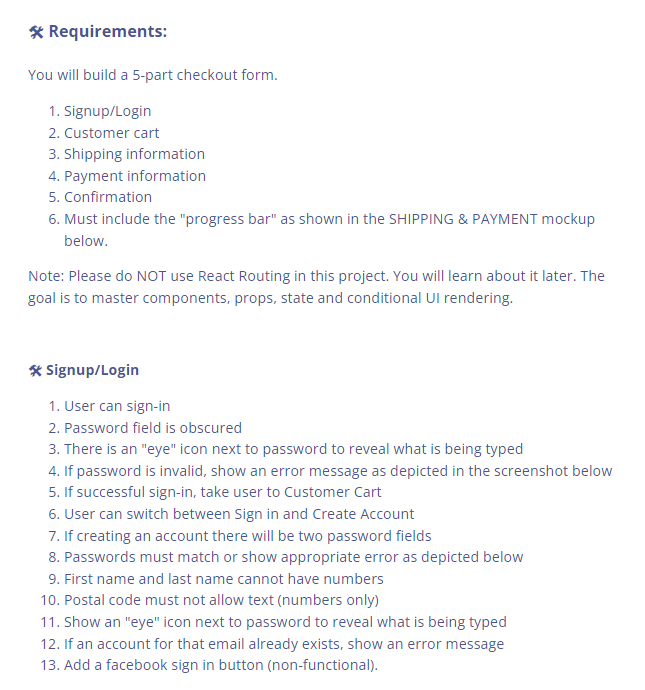 🛠 Requirements:
You will build a 5-part checkout form.
1. Signup/Login
2. Customer cart
3. Shipping information
4. Payment information
5. Confirmation
6. Must include the "progress bar" as shown in the SHIPPING & PAYMENT mockup
below.
Note: Please do NOT use React Routing in this project. You will learn about it later. The
goal is to master components, props, state and conditional UI rendering.
🛠 Signup/Login
1. User can sign-in
2. Password field is obscured
3. There is an "eye" icon next to password to reveal what is being typed
4. If password is invalid, show an error message as depicted in the screenshot below
5. If successful sign-in, take user to Customer Cart
6. User can switch between Sign in and Create Account
7. If creating an account there will be two password fields
8. Passwords must match or show appropriate error as depicted below
9. First name and last name cannot have numbers
10. Postal code must not allow text (numbers only)
11. Show an "eye" icon next to password to reveal what is being typed
12. If an account for that email already exists, show an error message
13. Add a facebook sign in button (non-functional).